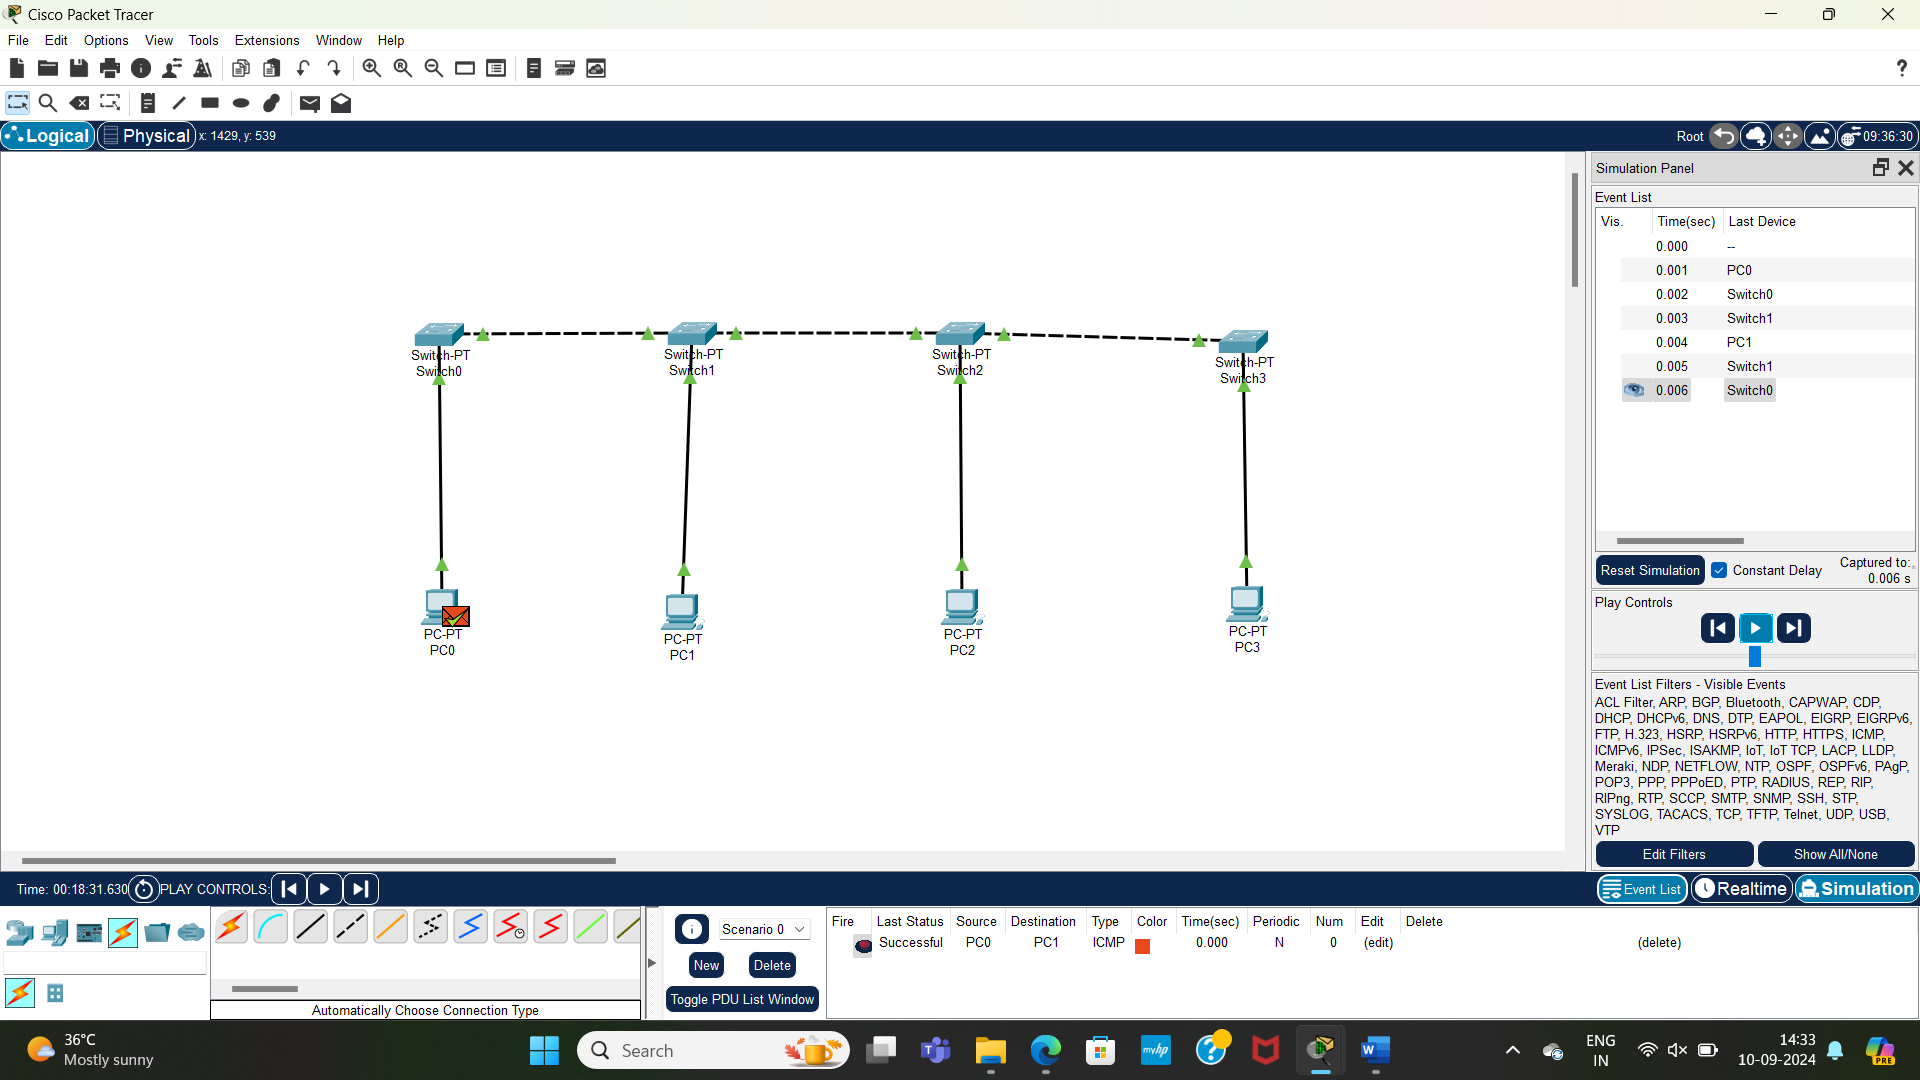 Cisco Packet Tracer
File Edit Options View Tools Extensions Window Help
?
Logical Physical x: 1429, y: 539 Root 09:36:30
Simulation Panel
Event List
Vis. Time(sec) Last Device
0.000 --
0.001 PC0
0.002 Switch0
0.003 Switch1
0.004 PC1
0.005 Switch1
0.006 Switch0
Switch-PT
Switch0
Switch-PT
Switch1
Switch-PT
Switch2
Switch-PT
Switch3
PC-PT
PC0
PC-PT
PC1
PC-PT
PC2
PC-PT
PC3
Reset Simulation Constant Delay Captured to:
0.006 s
Play Controls
Event List Filters - Visible Events
ACL Filter, ARP, BGP, Bluetooth, CAPWAP, CDP,
DHCP, DHCPv6, DNS, DTP, EAPOL, EIGRP, EIGRPv6,
FTP, H.323, HSRP, HSRPv6, HTTP, HTTPS, ICMP,
ICMPv6, IPSec, ISAKMP, IoT, IoT TCP, LACP, LLDP,
Meraki, NDP, NETFLOW, NTP, OSPF, OSPFv6, PAgP,
POP3, PPP, PPPoED, PTP, RADIUS, REP, RIP,
RIPng, RTP, SCCP, SMTP, SNMP, SSH, STP,
SYSLOG, TACACS, TCP, TFTP, Telnet, UDP, USB,
VTP
Edit Filters Show All/None
Time: 00:18:31.630 PLAY CONTROLS: Event List Realtime Simulation
Scenario 0
New Delete
Toggle PDU List Window
Fire Last Status Source Destination Type Color Time(sec) Periodic Num Edit Delete
Successful PC0 PC1 ICMP 0.000 N 0 (edit) (delete)
Automatically Choose Connection Type
36°C
Mostly sunny
Search
myhp
ENG
IN
14:33
10-09-2024
PRE